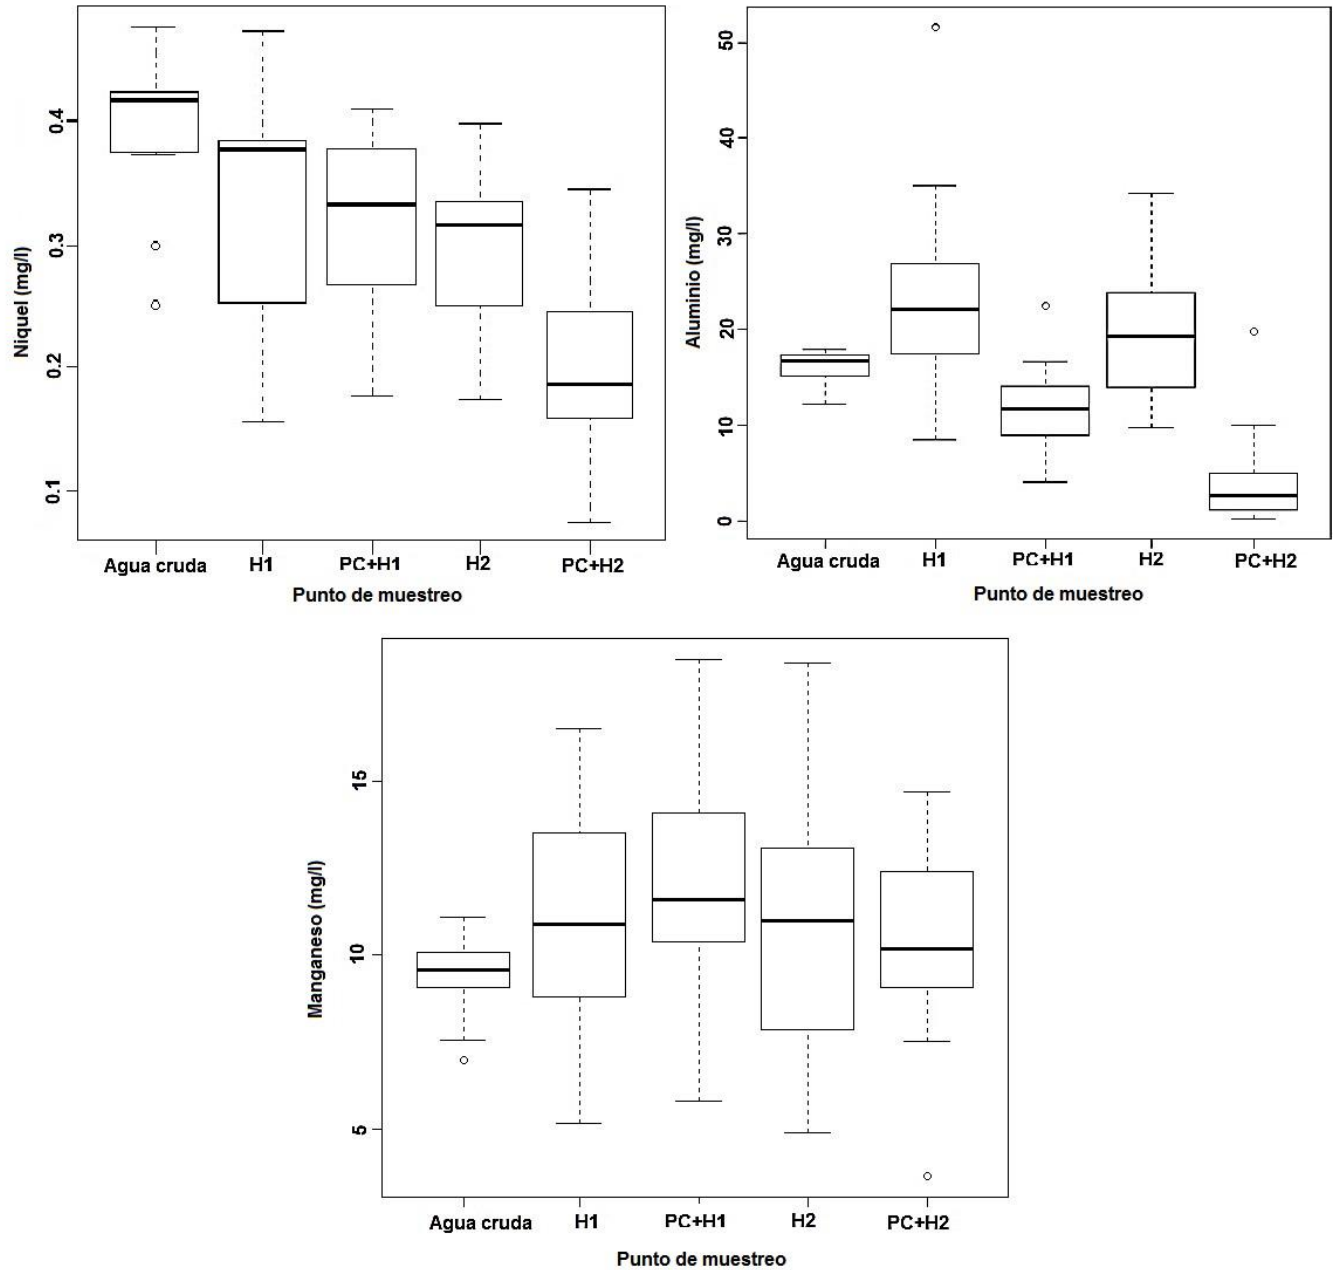 Niquel (mg/l)
0.4
0.3
0.2
0.1
Agua cruda H1 PC+H1 H2 PC+H2
Punto de muestreo
Aluminio (mg/l)
50
40
30
20
10
0
Agua cruda H1 PC+H1 H2 PC+H2
Punto de muestreo
Manganeso (mg/l)
15
10
5
Agua cruda H1 PC+H1 H2 PC+H2
Punto de muestreo